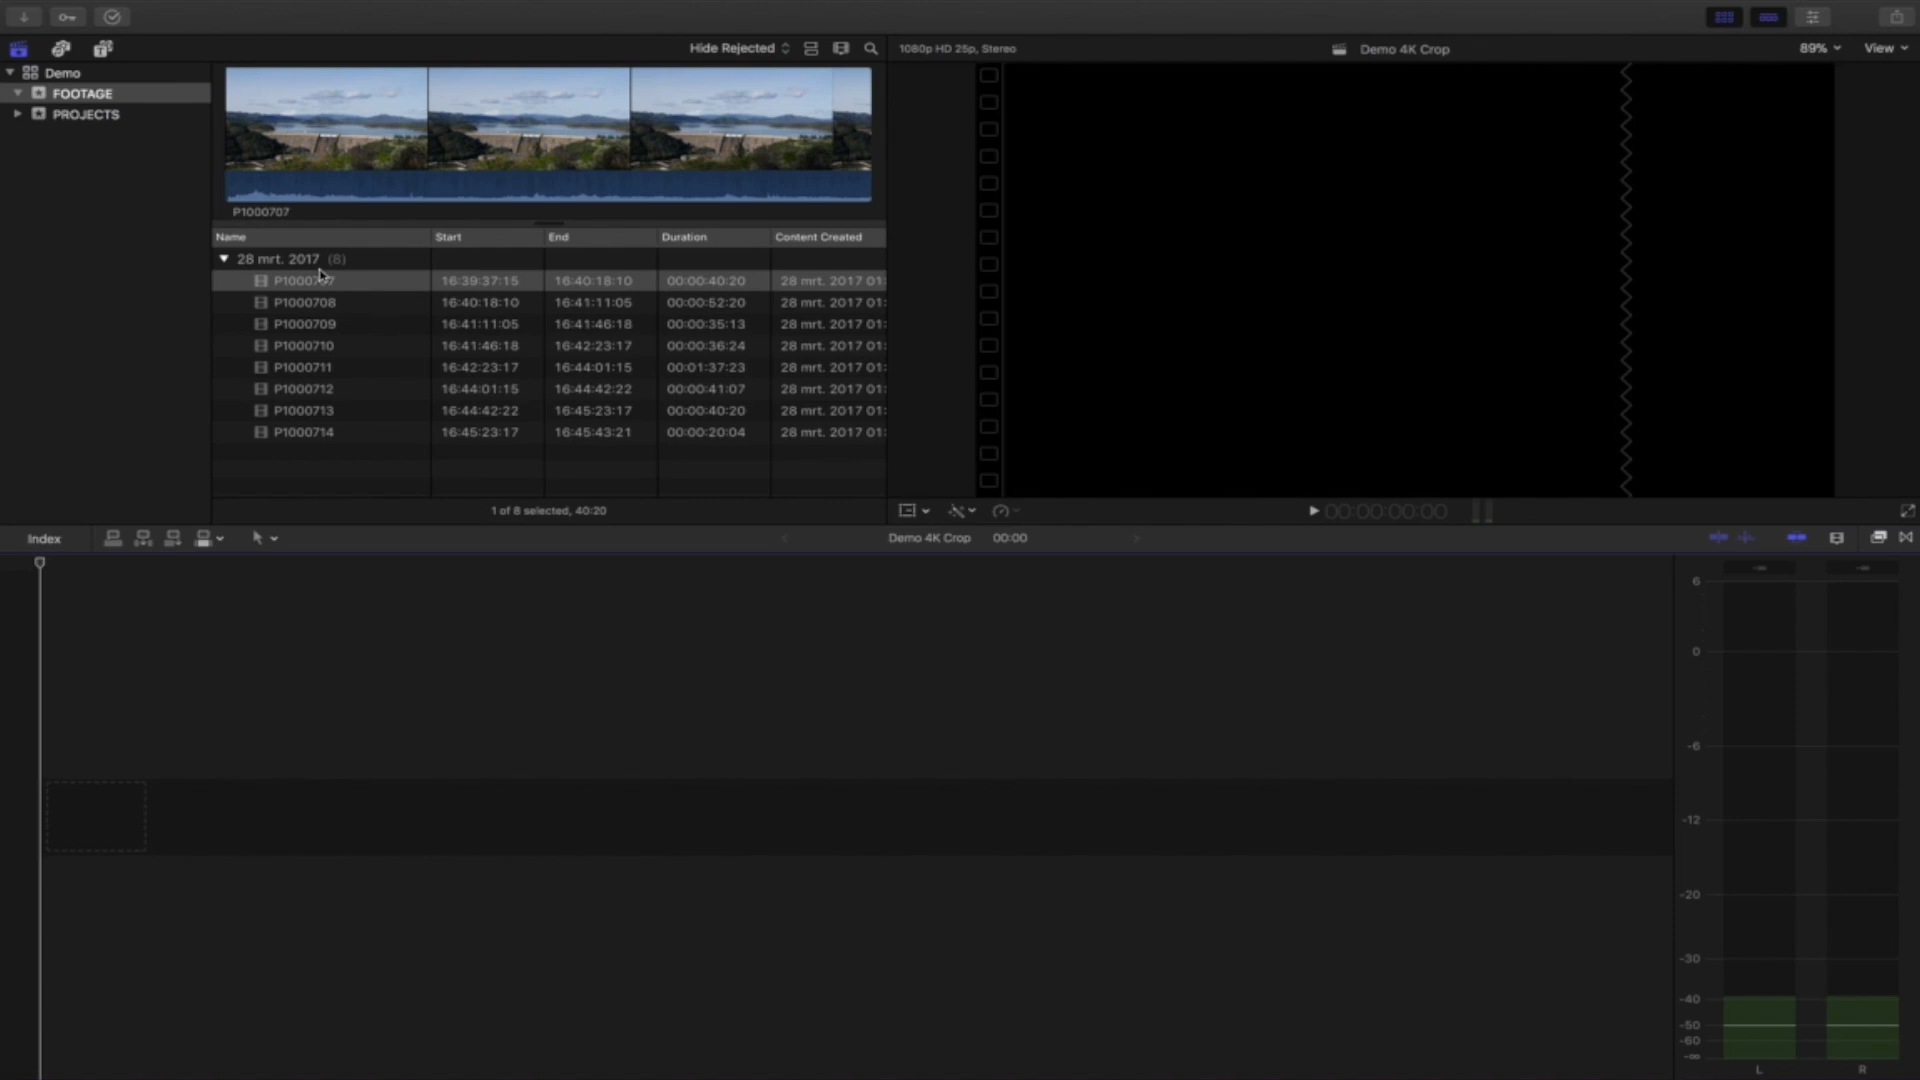 Hide Rejected
1080p HD 25p, Stereo
Demo 4K Crop
89%
View
Demo
FOOTAGE
PROJECTS
P1000707
Name Start End Duration Content Created
28 mrt. 2017 (8)
P1000707 16:39:37:15 16:40:18:10 00:00:40:20 28 mrt. 2017 01:
P1000708 16:40:18:10 16:41:11:05 00:00:52:20 28 mrt. 2017 01:
P1000709 16:41:11:05 16:41:46:18 00:00:35:13 28 mrt. 2017 01:
P1000710 16:41:46:18 16:42:23:17 00:00:36:24 28 mrt. 2017 01:
P1000711 16:42:23:17 16:44:01:15 00:01:37:23 28 mrt. 2017 01:
P1000712 16:44:01:15 16:44:42:22 00:00:41:07 28 mrt. 2017 01:
P1000713 16:44:42:22 16:45:23:17 00:00:40:20 28 mrt. 2017 01:
P1000714 16:45:23:17 16:45:43:21 00:00:20:04 28 mrt. 2017 01:
1 of 8 selected, 40:20
00:00:00:00
Index
Demo 4K Crop 00:00
-∞ -∞
6
0
-6
-12
-20
-30
-40
-50
-60
-∞
L R